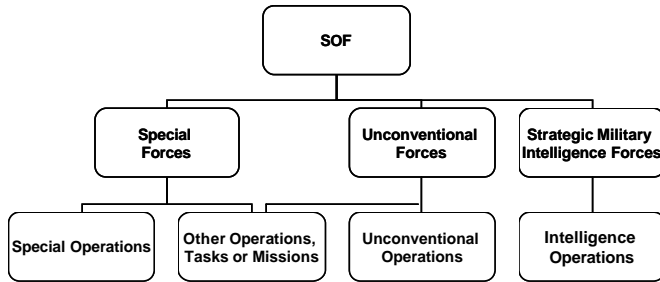 SOF
Special
Forces
Unconventional
Forces
Strategic Military
Intelligence Forces
Special Operations
Other Operations,
Tasks or Missions
Unconventional
Operations
Intelligence
Operations